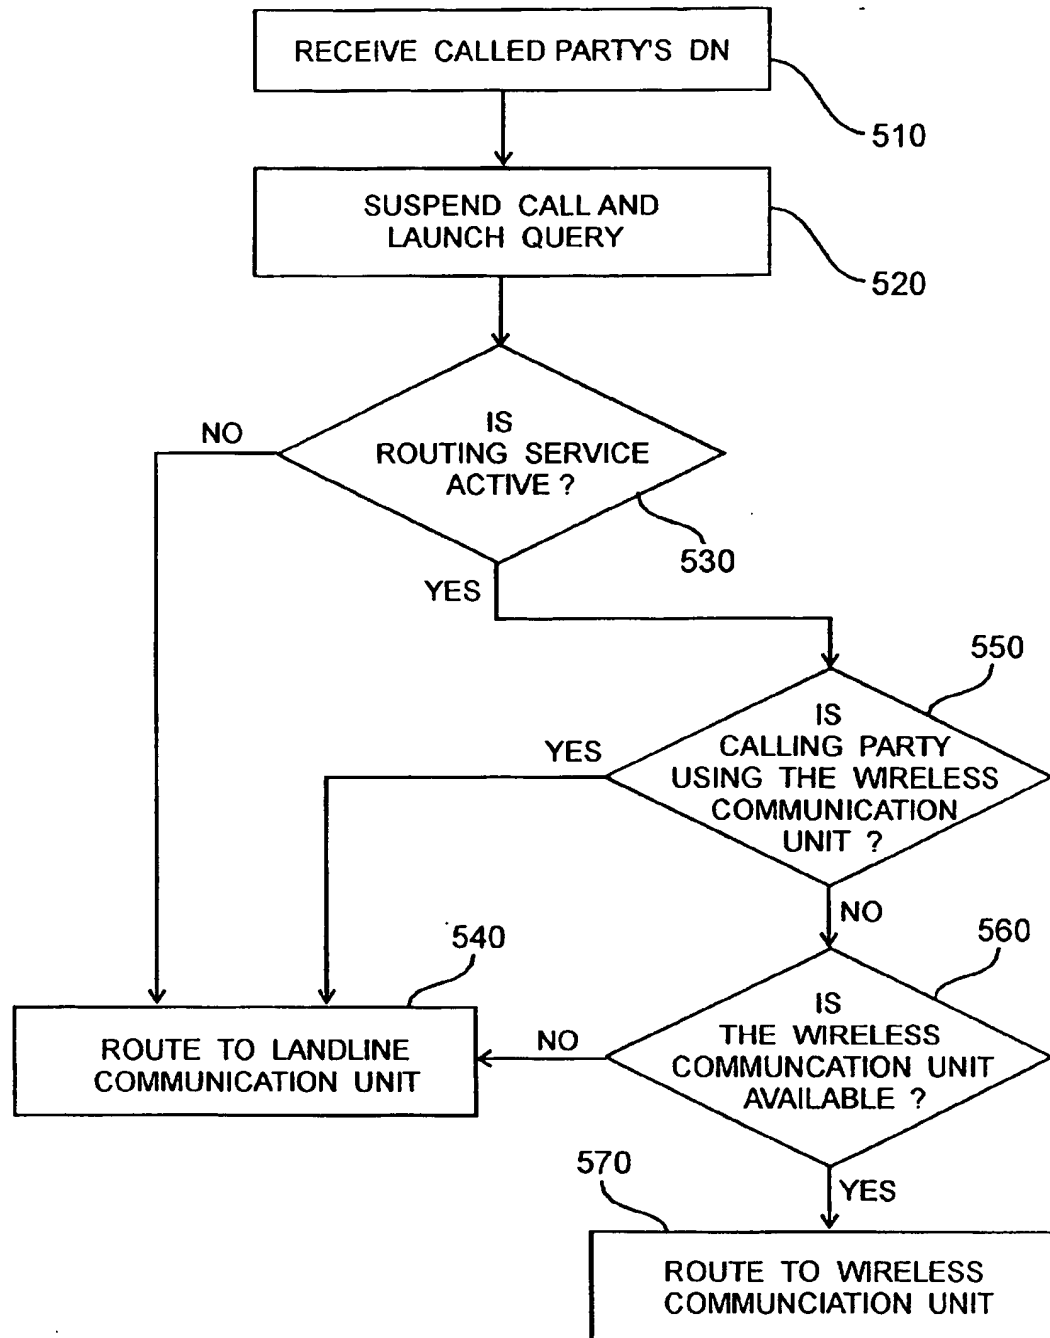 RECEIVE CALLED PARTY'S DN
510
SUSPEND CALL AND
LAUNCH QUERY
520
IS
ROUTING SERVICE
ACTIVE ?
NO
530
YES
550
IS
CALLING PARTY
USING THE WIRELESS
COMMUNICATION
UNIT ?
YES
NO
540
ROUTE TO LANDLINE
COMMUNICATION UNIT
560
IS
THE WIRELESS
COMMUNCATION UNIT
AVAILABLE ?
NO
YES
570
ROUTE TO WIRELESS
COMMUNCIATION UNIT